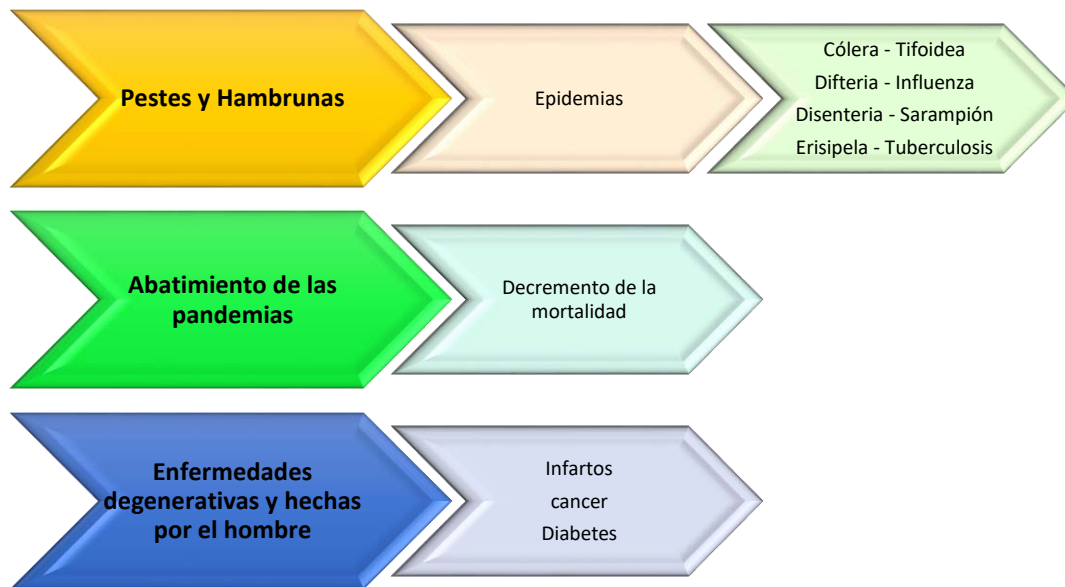 Pestes y Hambrunas
Epidemias
Cólera - Tifoidea
Difteria - Influenza
Disenteria - Sarampión
Erisipela - Tuberculosis
Abatimiento de las
pandemias
Decremento de la
mortalidad
Enfermedades
degenerativas y hechas
por el hombre
Infartos
cancer
Diabetes